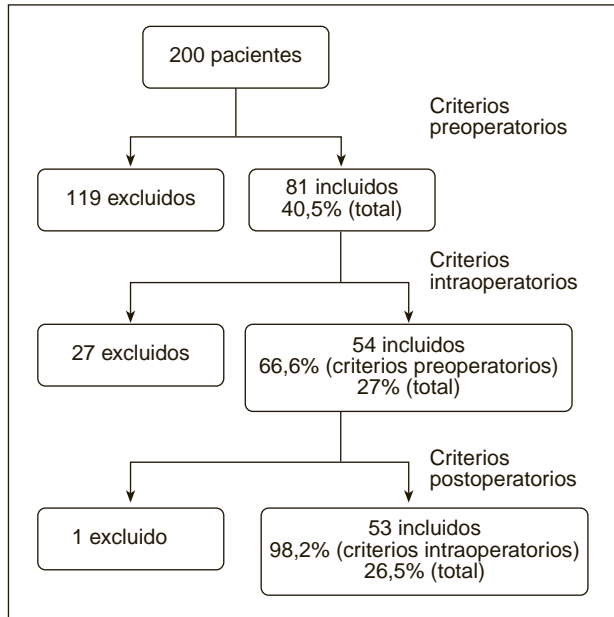 200 pacientes
Criterios
preoperatorios
119 excluidos
81 incluidos
40,5% (total)
Criterios
intraoperatorios
27 excluidos
54 incluidos
66,6% (criterios preoperatorios)
27% (total)
Criterios
postoperatorios
1 excluido
53 incluidos
98,2% (criterios intraoperatorios)
26,5% (total)